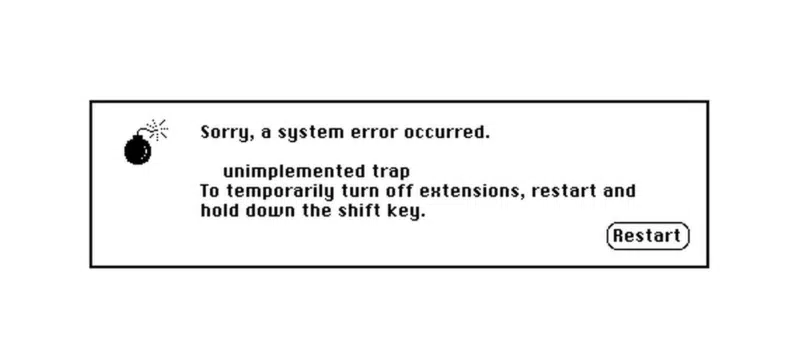 Sorry, a system error occurred.
unimplemented trap
To temporarily turn off extensions, restart and
hold down the shift key.
Restart